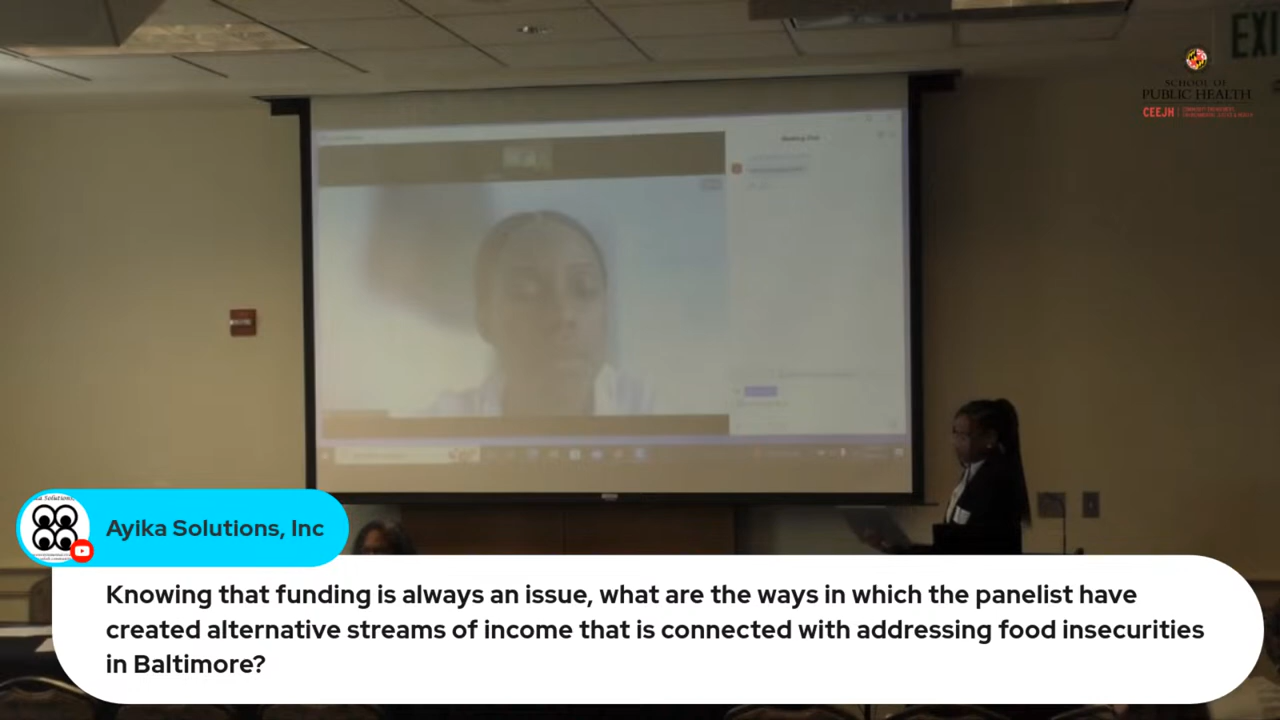 EXI
SCHOOL OF
PUBLIC HEALTH
CEEJH
Ayika Solutions, Inc
Knowing that funding is always an issue, what are the ways in which the panelist have
created alternative streams of income that is connected with addressing food insecurities
in Baltimore?